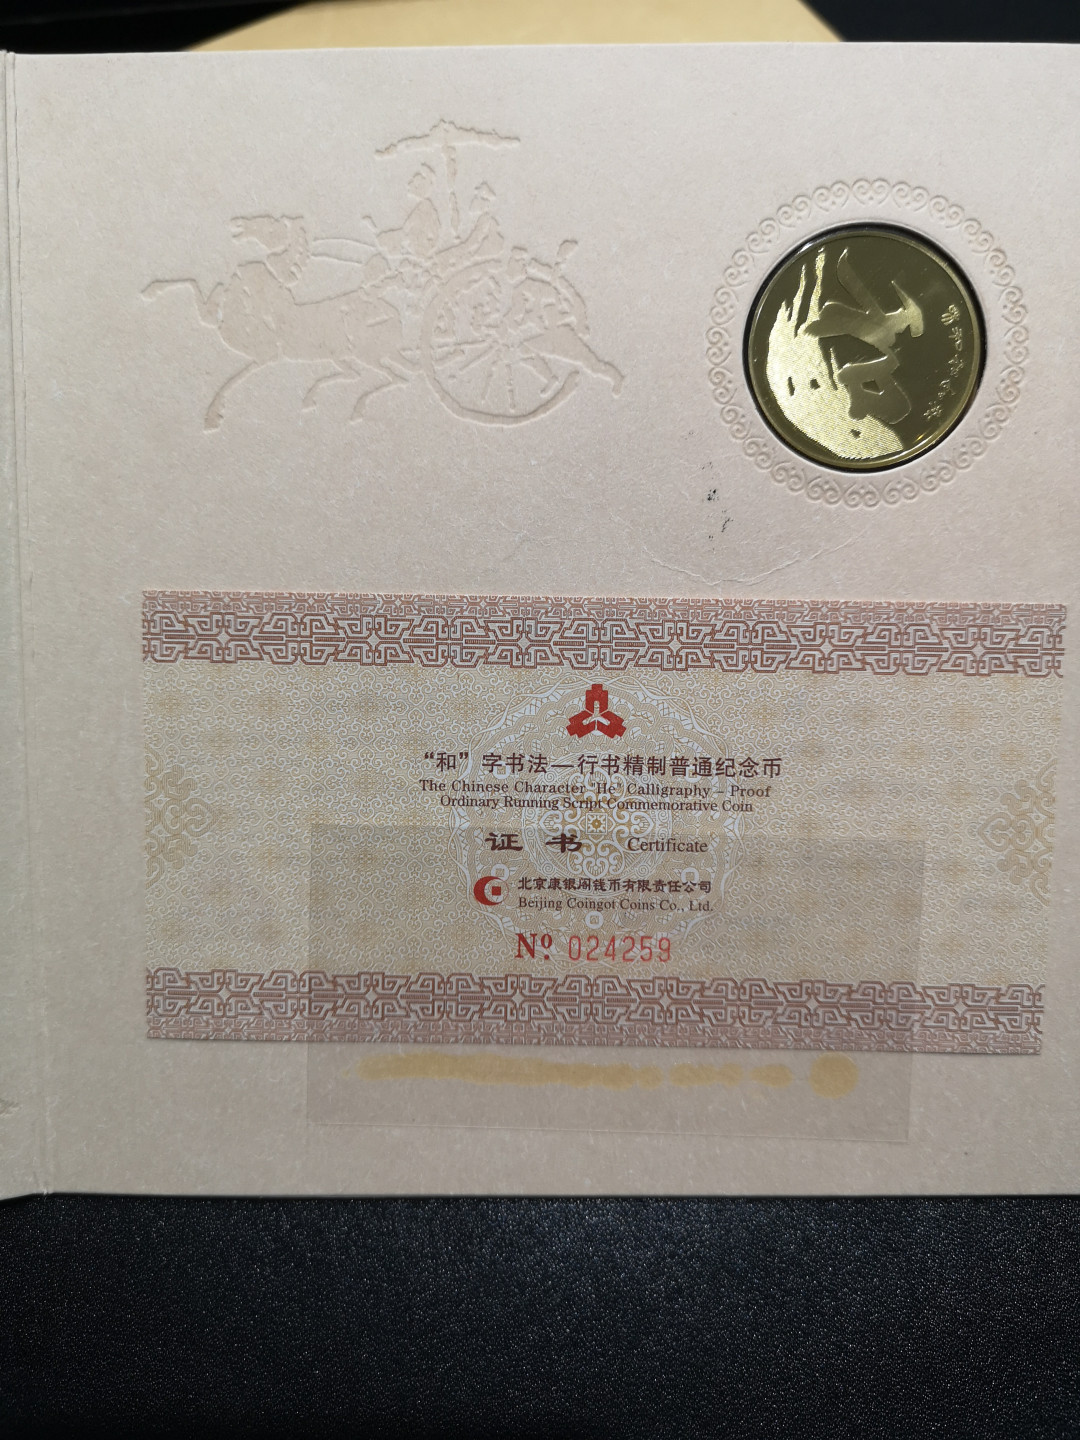 “和”字书法—行书精制普通纪念币
The Chinese Character "He" Calligraphy – Proof
Ordinary Running Script Commemorative Coin
证书 Certificate
北京康银阁钱币有限责任公司
Beijing Coingot Coins Co., Ltd.
Nº. 024259